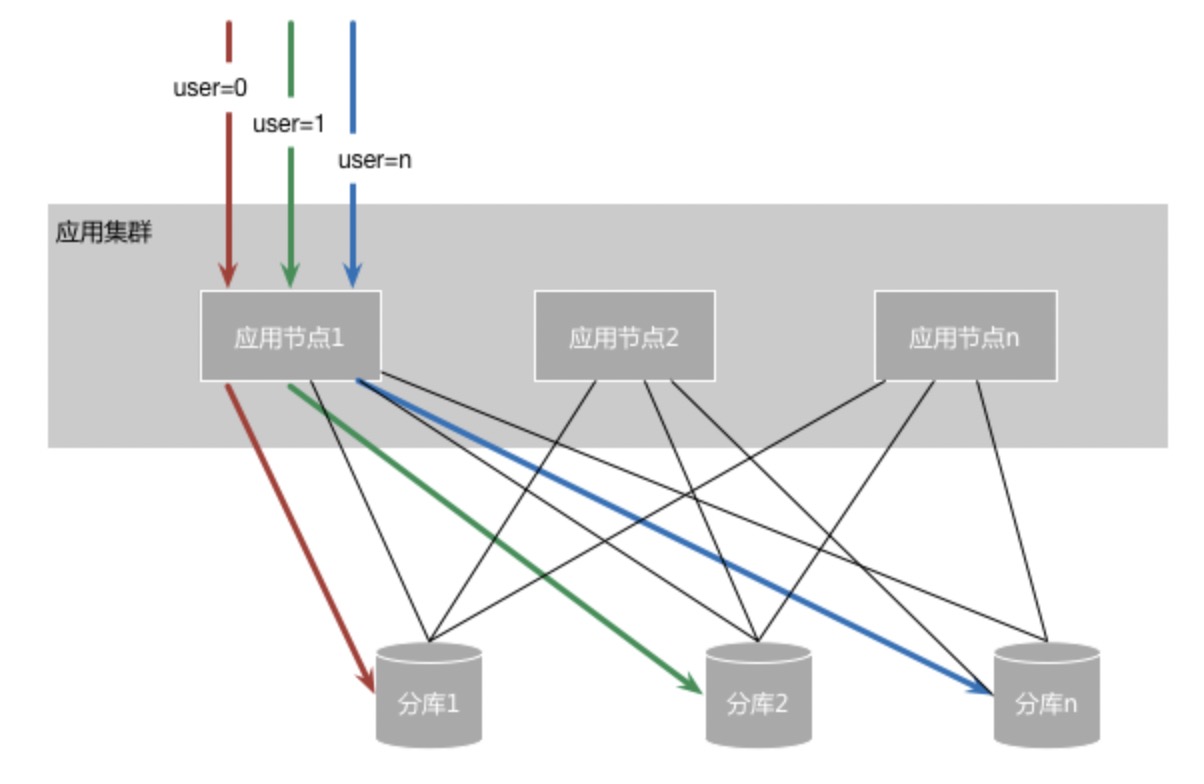 user=0
user=1
user=n
应用集群
应用节点1
应用节点2
应用节点n
分库1
分库2
分库n